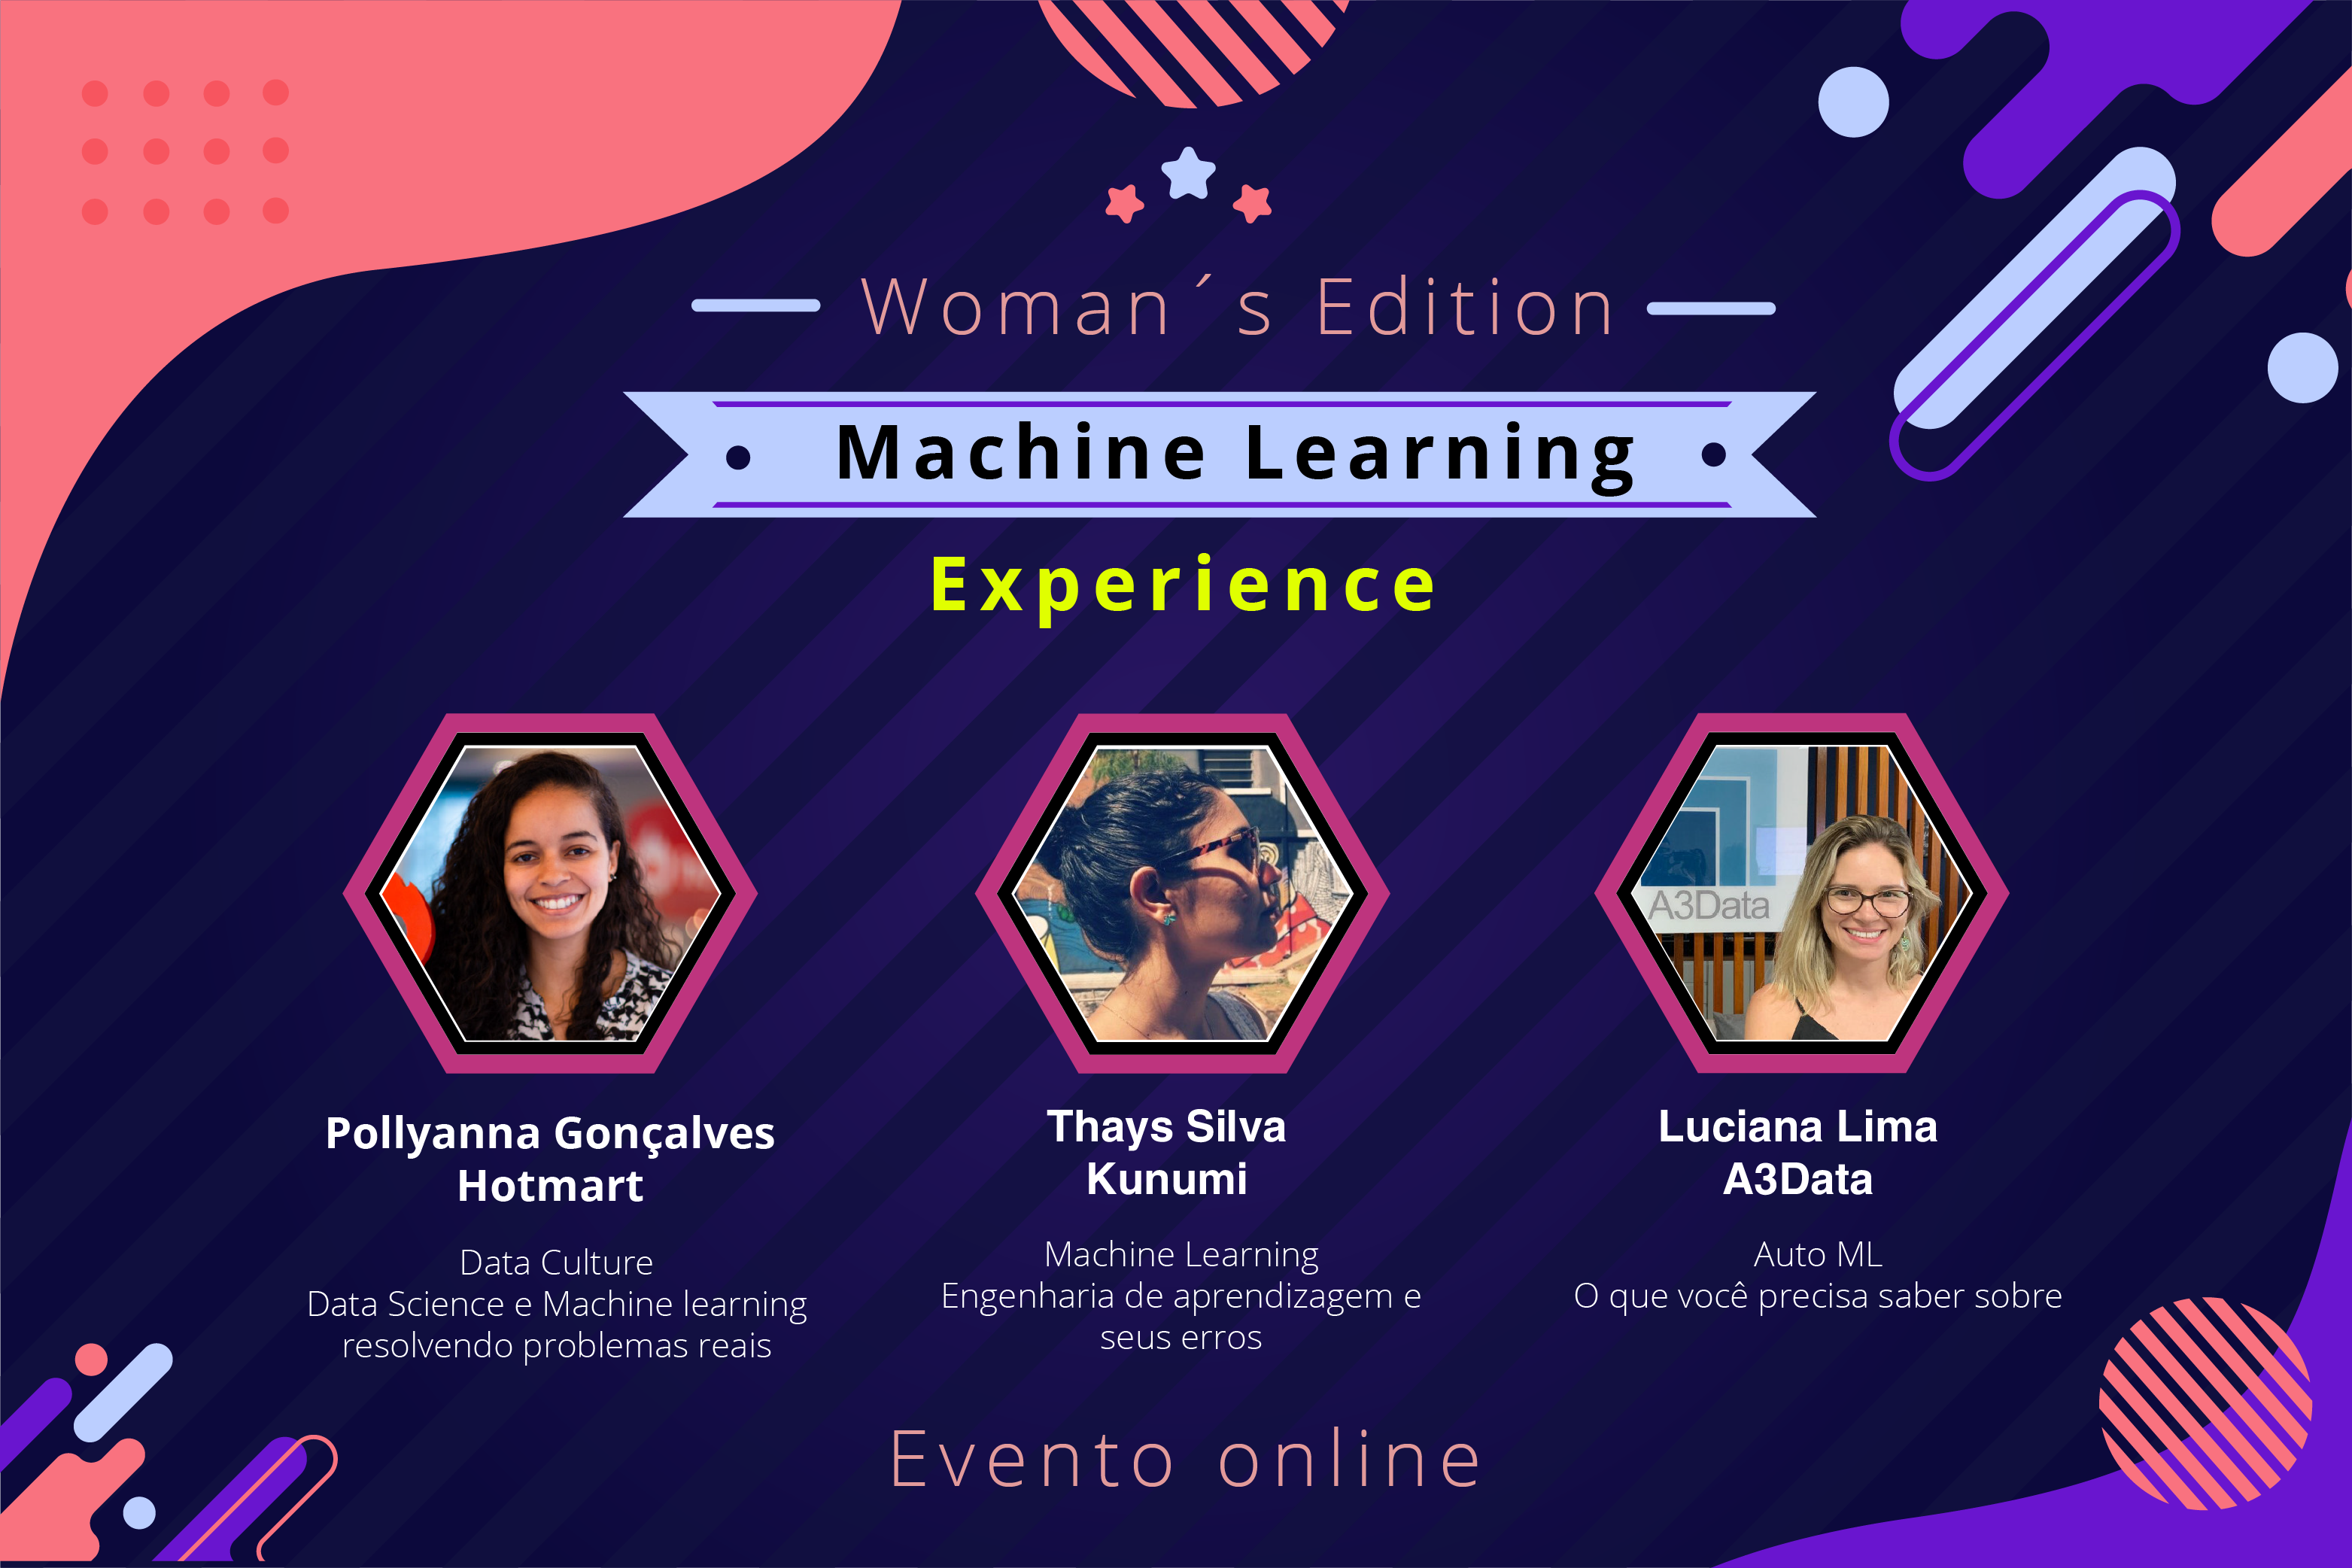 Woman´s Edition
Machine Learning
Experience
A3Data
Pollyanna Gonçalves
Hotmart
Data Culture
Data Science e Machine learning
resolvendo problemas reais
Thays Silva
Kunumi
Machine Learning
Engenharia de aprendizagem e
seus erros
Luciana Lima
A3Data
Auto ML
O que você precisa saber sobre
Evento online